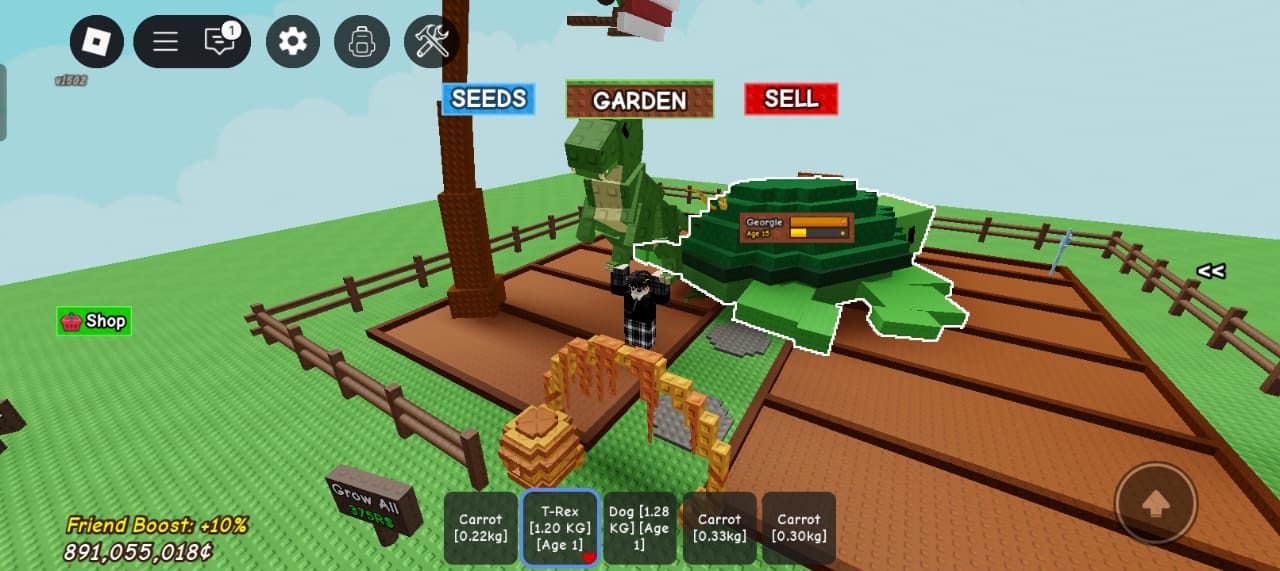 1
v1502
SEEDS
GARDEN
SELL
Georgie
Age 15
<<
Shop
Grow All
375R$
Friend Boost: +10%
891,055,018¢
Carrot
[0.22kg]
T-Rex
[1.20 KG]
[Age 1]
Dog [1.28
KG] [Age
1]
Carrot
[0.33kg]
Carrot
[0.30kg]